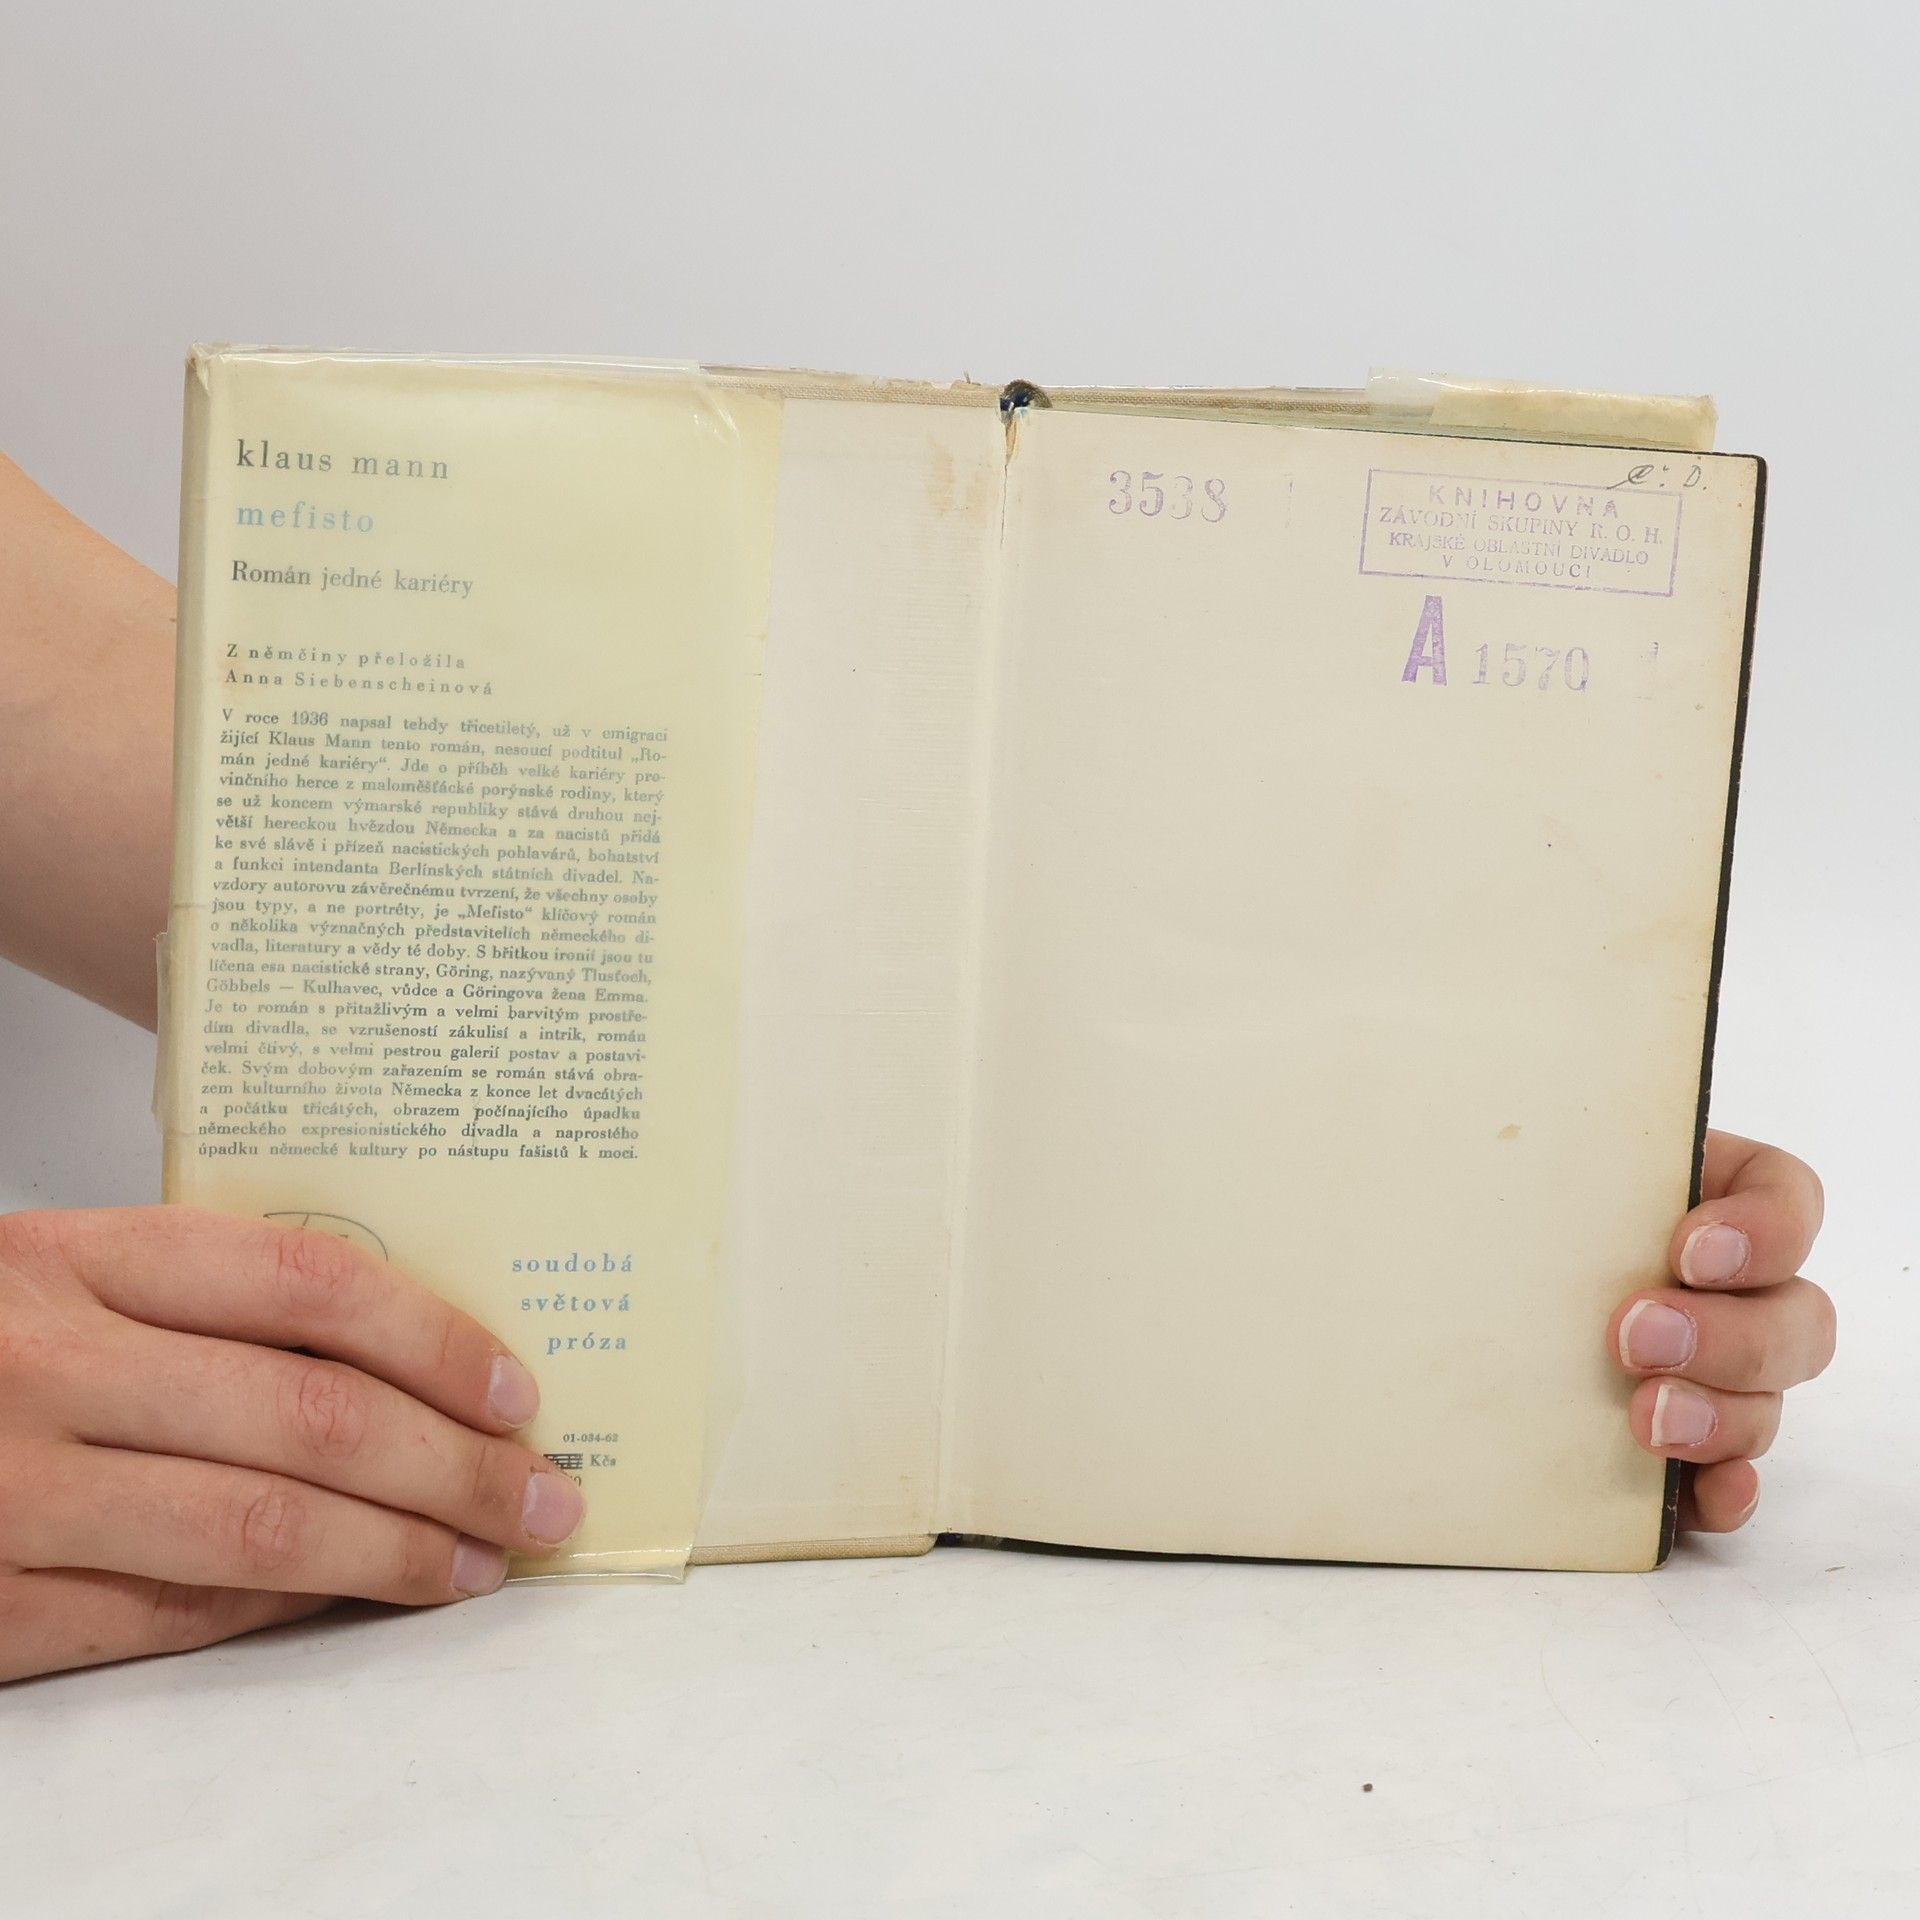 klaus mann
mefisto
Román jedné kariéry
Z němčiny přeložila
Anna Siebenscheinová
V roce 1936 napsal tehdy třicetiletý, už v emigraci
žijící Klaus Mann tento román, nesoucí podtitul „Ro-
mán jedné kariéry“. Jde o příběh velké kariéry pro-
vinčního herce z maloměšťácké porýnské rodiny, který
se už koncem výmarské republiky stává druhou nej-
větší hereckou hvězdou Německa a za nacistů přidá
ke své slávě i přízeň nacistických pohlavárů, bohatství
a funkci intendanta Berlínských státních divadel. Na-
vzdory autorovu závěrečnému tvrzení, že všechny osoby
jsou typy, a ne portréty, je „Mefisto“ klíčový román
o několika význačných představitelích německého di-
vadla, literatury a vědy té doby. S břitkou ironií jsou tu
líčena esa nacistické strany, Göring, nazývaný Tlusťoch,
Göbbels — Kulhavec, vůdce a Göringova žena Emma.
Je to román s přitažlivým a velmi barvitým prostře-
dím divadla, se vzrušeností zákulisí a intrik, román
velmi čtivý, s velmi pestrou galerií postav a postavi-
ček. Svým dobovým zařazením se román stává obra-
zem kulturního života Německa z konce let dvacátých
a počátku třicátých, obrazem počínajícího úpadku
německého expresionistického divadla a naprostého
úpadku německé kultury po nástupu fašistů k moci.
soudobá
světová
próza
01-034-62
Kčs
3538
Č. D.
KNIHOVNA
ZÁVODNÍ SKUPINY R. O. H.
KRAJSKÉ OBLASTNÍ DIVADLO
V OLOMOUCI
A 1570